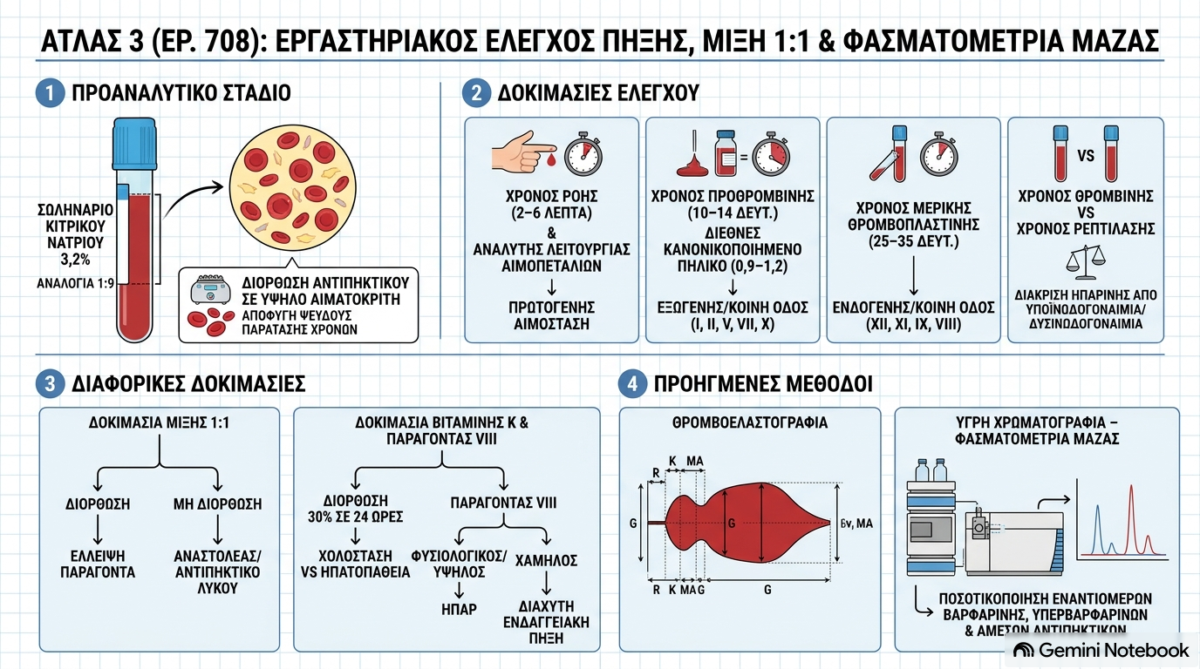 ΑΤΛΑΣ 3 (ΕΡ. 708): ΕΡΓΑΣΤΗΡΙΑΚΟΣ ΕΛΕΓΧΟΣ ΠΗΞΗΣ, ΜΙΞΗ 1:1 & ΦΑΣΜΑΤΟΜΕΤΡΙΑ ΜΑΖΑΣ
1 ΠΡΟΑΝΑΛΥΤΙΚΟ ΣΤΑΔΙΟ
ΣΩΛΗΝΑΡΙΟ
ΚΙΤΡΙΚΟΥ
ΝΑΤΡΙΟΥ
3,2%
ΑΝΑΛΟΓΙΑ 1:9
ΔΙΟΡΘΩΣΗ ΑΝΤΙΠΗΚΤΙΚΟΥ
ΣΕ ΥΨΗΛΟ ΑΙΜΑΤΟΚΡΙΤΗ
ΑΠΟΦΥΓΗ ΨΕΥΔΟΥΣ
ΠΑΡΑΤΑΣΗΣ ΧΡΟΝΩΝ
2 ΔΟΚΙΜΑΣΙΕΣ ΕΛΕΓΧΟΥ
ΧΡΟΝΟΣ ΡΟΗΣ
(2–6 ΛΕΠΤΑ)
&
ΑΝΑΛΥΤΗΣ ΛΕΙΤΟΥΡΓΙΑΣ
ΑΙΜΟΠΕΤΑΛΙΩΝ
ΠΡΩΤΟΓΕΝΗΣ
ΑΙΜΟΣΤΑΣΗ
=
ΧΡΟΝΟΣ ΠΡΟΘΡΟΜΒΙΝΗΣ
(10–14 ΔΕΥΤ.)
ΔΙΕΘΝΕΣ
ΚΑΝΟΝΙΚΟΠΟΙΗΜΕΝΟ
ΠΗΛΙΚΟ (0,9–1,2)
ΕΞΩΓΕΝΗΣ/ΚΟΙΝΗ ΟΔΟΣ
(I, II, V, VII, X)
ΧΡΟΝΟΣ ΜΕΡΙΚΗΣ
ΘΡΟΜΒΟΠΛΑΣΤΙΝΗΣ
(25–35 ΔΕΥΤ.)
ΕΝΔΟΓΕΝΗΣ/ΚΟΙΝΗ ΟΔΟΣ
(XII, XI, IX, VIII)
VS
ΧΡΟΝΟΣ ΘΡΟΜΒΙΝΗΣ
VS
ΧΡΟΝΟΣ ΡΕΠΤΙΛΑΣΗΣ
ΔΙΑΚΡΙΣΗ ΗΠΑΡΙΝΗΣ ΑΠΟ
ΥΠΟΪΝΩΔΟΓΟΝΑΙΜΙΑ/
ΔΥΣΙΝΩΔΟΓΟΝΑΙΜΙΑ
3 ΔΙΑΦΟΡΙΚΕΣ ΔΟΚΙΜΑΣΙΕΣ
ΔΟΚΙΜΑΣΙΑ ΜΙΞΗΣ 1:1
ΔΙΟΡΘΩΣΗ
ΜΗ ΔΙΟΡΘΩΣΗ
ΕΛΛΕΙΨΗ
ΠΑΡΑΓΟΝΤΑ
ΑΝΑΣΤΟΛΕΑΣ/
ΑΝΤΙΠΗΚΤΙΚΟ
ΛΥΚΟΥ
ΔΟΚΙΜΑΣΙΑ ΒΙΤΑΜΙΝΗΣ Κ &
ΠΑΡΑΓΟΝΤΑΣ VIII
ΔΙΟΡΘΩΣΗ
30% ΣΕ 24 ΩΡΕΣ
ΧΟΛΟΣΤΑΣΗ
VS ΗΠΑΤΟΠΑΘΕΙΑ
ΠΑΡΑΓΟΝΤΑΣ VIII
ΦΥΣΙΟΛΟΓΙΚΟΣ/
ΥΨΗΛΟΣ
ΗΠΑΡ
ΧΑΜΗΛΟΣ
ΔΙΑΧΥΤΗ
ΕΝΔΑΓΓΕΙΑΚΗ
ΠΗΞΗ
4 ΠΡΟΗΓΜΕΝΕΣ ΜΕΘΟΔΟΙ
ΘΡΟΜΒΟΕΛΑΣΤΟΓΡΑΦΙΑ
R K MA
G G MA
R K MA G G
ΥΓΡΗ ΧΡΩΜΑΤΟΓΡΑΦΙΑ –
ΦΑΣΜΑΤΟΜΕΤΡΙΑ ΜΑΖΑΣ
ΠΟΣΟΤΙΚΟΠΟΙΗΣΗ ΕΝΑΝΤΙΟΜΕΡΩΝ
ΒΑΡΦΑΡΙΝΗΣ, ΥΠΕΡΒΑΡΦΑΡΙΝΩΝ
& ΑΜΕΣΩΝ ΑΝΤΙΠΗΚΤΙΚΩΝ
Gemini Notebook